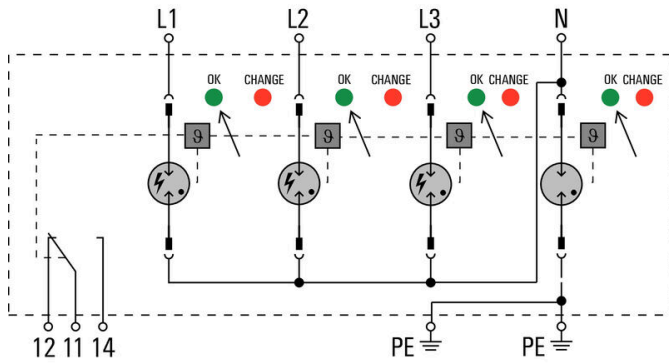 L1 L2 L3 N
OK CHANGE OK CHANGE OK CHANGE OK CHANGE
ϑ ϑ ϑ ϑ
12 11 14 PE PE